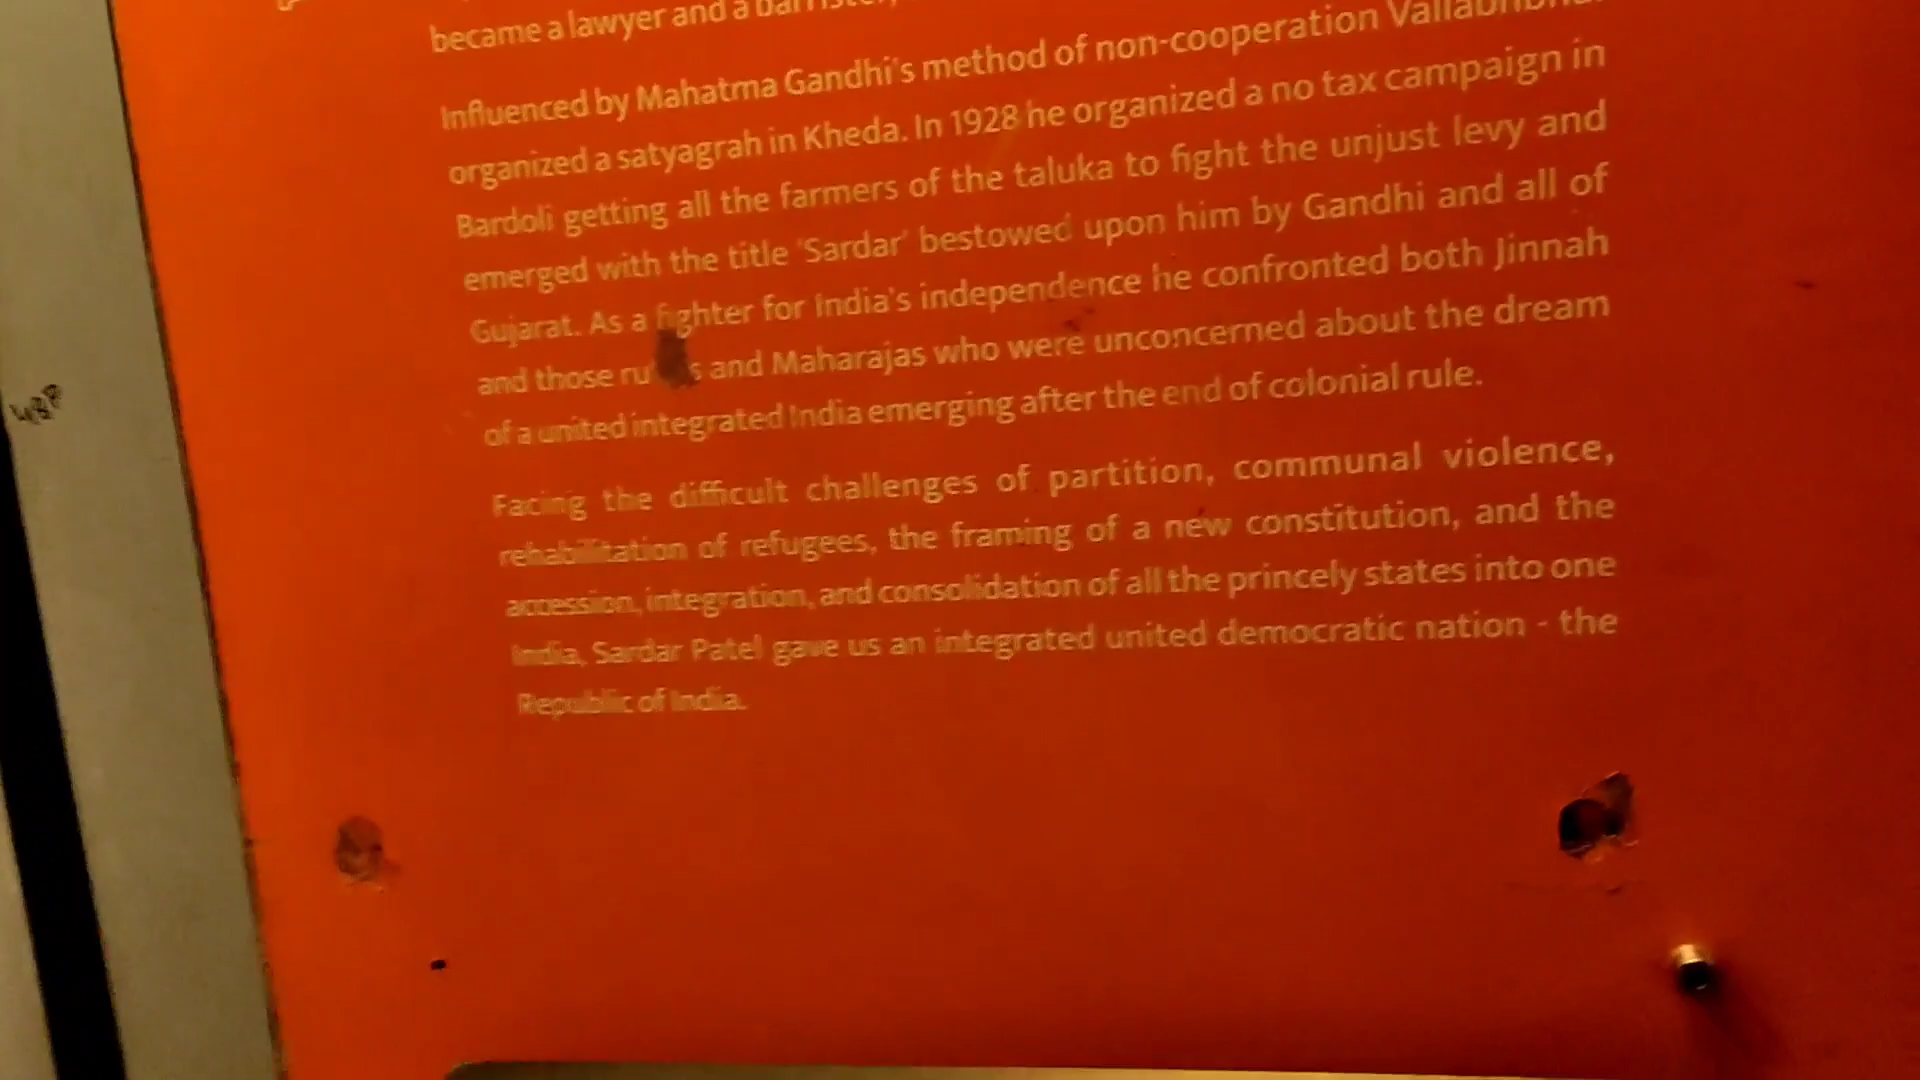 became a lawyer and a
Influenced by Mahatma Gandhi's method of non-cooperation
organized a satyagrah in Kheda. In 1928 he organized a no tax campaign in
Bardoli getting all the farmers of the taluka to fight the unjust levy and
emerged with the title 'Sardar' bestowed upon him by Gandhi and all of
Gujarat. As a fighter for India's independence he confronted both Jinnah
and those and Maharajas who were unconcerned about the dream
of a united integrated India emerging after the end of colonial rule.
Facing the difficult challenges of partition, communal violence,
rehabilitation of refugees, the framing of a new constitution, and the
accession, integration, and consolidation of all the princely states into one
India, Sardar Patel gave us an integrated united democratic nation - the
Republic of India.